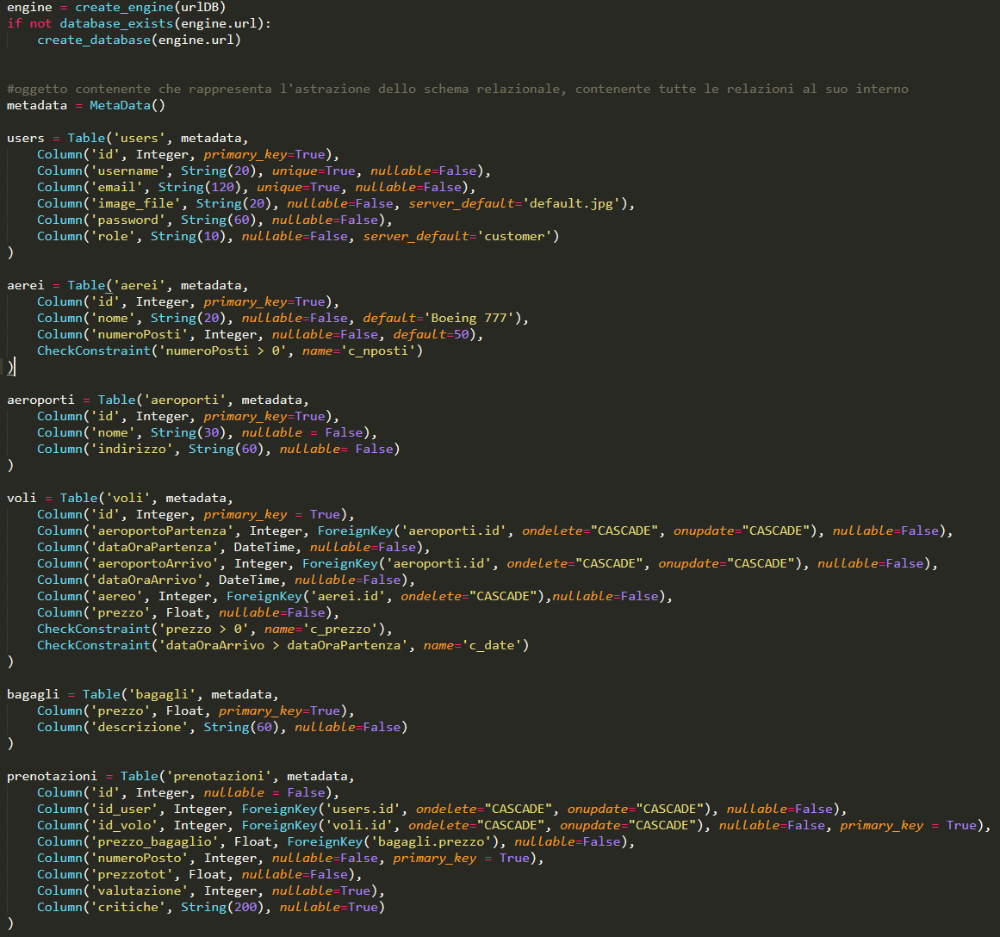 engine = create_engine(urlDB)
if not database_exists(engine.url):
    create_database(engine.url)
#oggetto contenente che rappresenta l'astrazione dello schema relazionale, contenente tutte le relazioni al suo interno
metadata = MetaData()
users = Table('users', metadata,
    Column('id', Integer, primary_key=True),
    Column('username', String(20), unique=True, nullable=False),
    Column('email', String(120), unique=True, nullable=False),
    Column('image_file', String(20), nullable=False, server_default='default.jpg'),
    Column('password', String(60), nullable=False),
    Column('role', String(10), nullable=False, server_default='customer')
)
aerei = Table('aerei', metadata,
    Column('id', Integer, primary_key=True),
    Column('nome', String(20), nullable=False, default='Boeing 777'),
    Column('numeroPosti', Integer, nullable=False, default=50),
    CheckConstraint('numeroPosti > 0', name='c_nposti')
)
aeroporti = Table('aeroporti', metadata,
    Column('id', Integer, primary_key=True),
    Column('nome', String(30), nullable = False),
    Column('indirizzo', String(60), nullable= False)
)
voli = Table('voli', metadata,
    Column('id', Integer, primary_key = True),
    Column('aeroportoPartenza', Integer, ForeignKey('aeroporti.id', ondelete="CASCADE", onupdate="CASCADE"), nullable=False),
    Column('dataOraPartenza', DateTime, nullable=False),
    Column('aeroportoArrivo', Integer, ForeignKey('aeroporti.id', ondelete="CASCADE", onupdate="CASCADE"), nullable=False),
    Column('dataOraArrivo', DateTime, nullable=False),
    Column('aereo', Integer, ForeignKey('aerei.id', ondelete="CASCADE"),nullable=False),
    Column('prezzo', Float, nullable=False),
    CheckConstraint('prezzo > 0', name='c_prezzo'),
    CheckConstraint('dataOraArrivo > dataOraPartenza', name='c_date')
)
bagagli = Table('bagagli', metadata,
    Column('prezzo', Float, primary_key=True),
    Column('descrizione', String(60), nullable=False)
)
prenotazioni = Table('prenotazioni', metadata,
    Column('id', Integer, nullable = False),
    Column('id_user', Integer, ForeignKey('users.id', ondelete="CASCADE", onupdate="CASCADE"), nullable=False),
    Column('id_volo', Integer, ForeignKey('voli.id', ondelete="CASCADE", onupdate="CASCADE"), nullable=False, primary_key = True),
    Column('prezzo_bagaglio', Float, ForeignKey('bagagli.prezzo'), nullable=False),
    Column('numeroPosto', Integer, nullable=False, primary_key = True),
    Column('prezzotot', Float, nullable=False),
    Column('valutazione', Integer, nullable=True),
    Column('critiche', String(200), nullable=True)
)